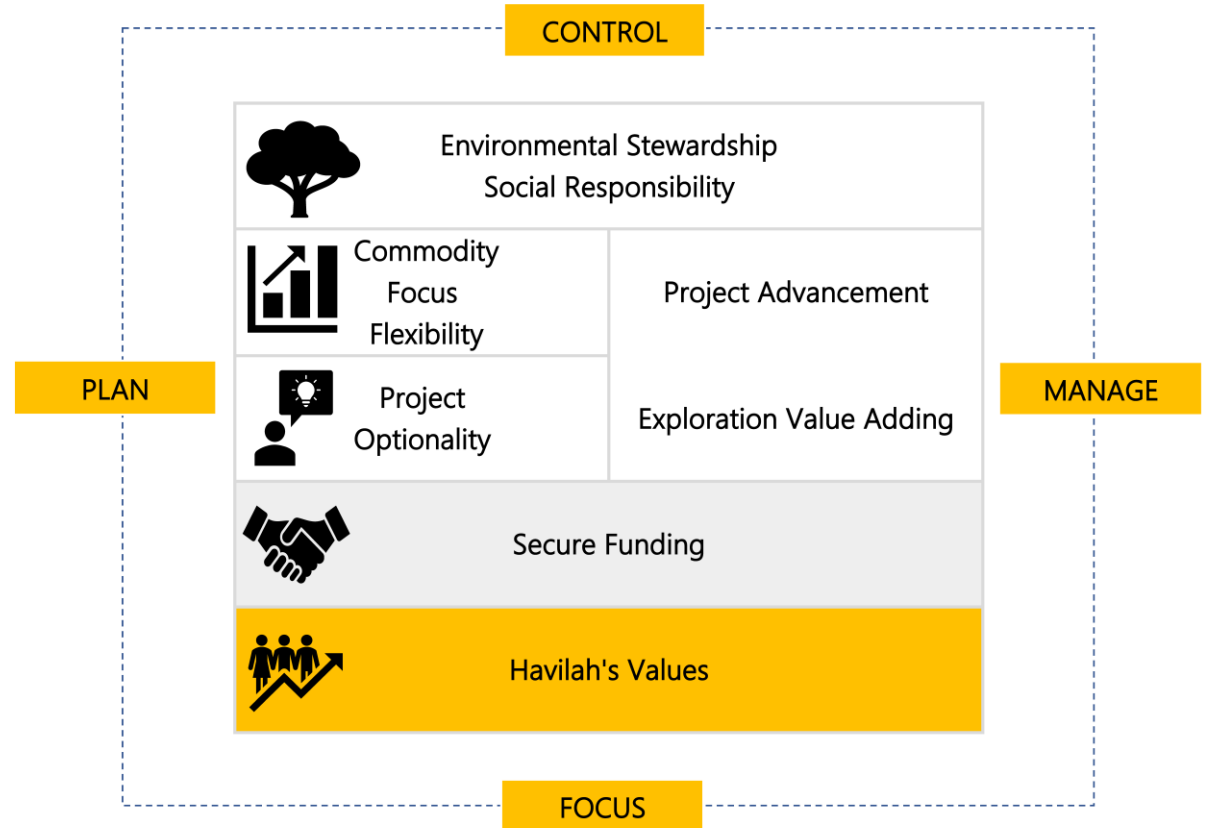 CONTROL
Environmental Stewardship
Social Responsibility
Commodity
Focus
Flexibility
Project Advancement
PLAN
MANAGE
Project
Optionality
Exploration Value Adding
Secure Funding
Havilah's Values
FOCUS